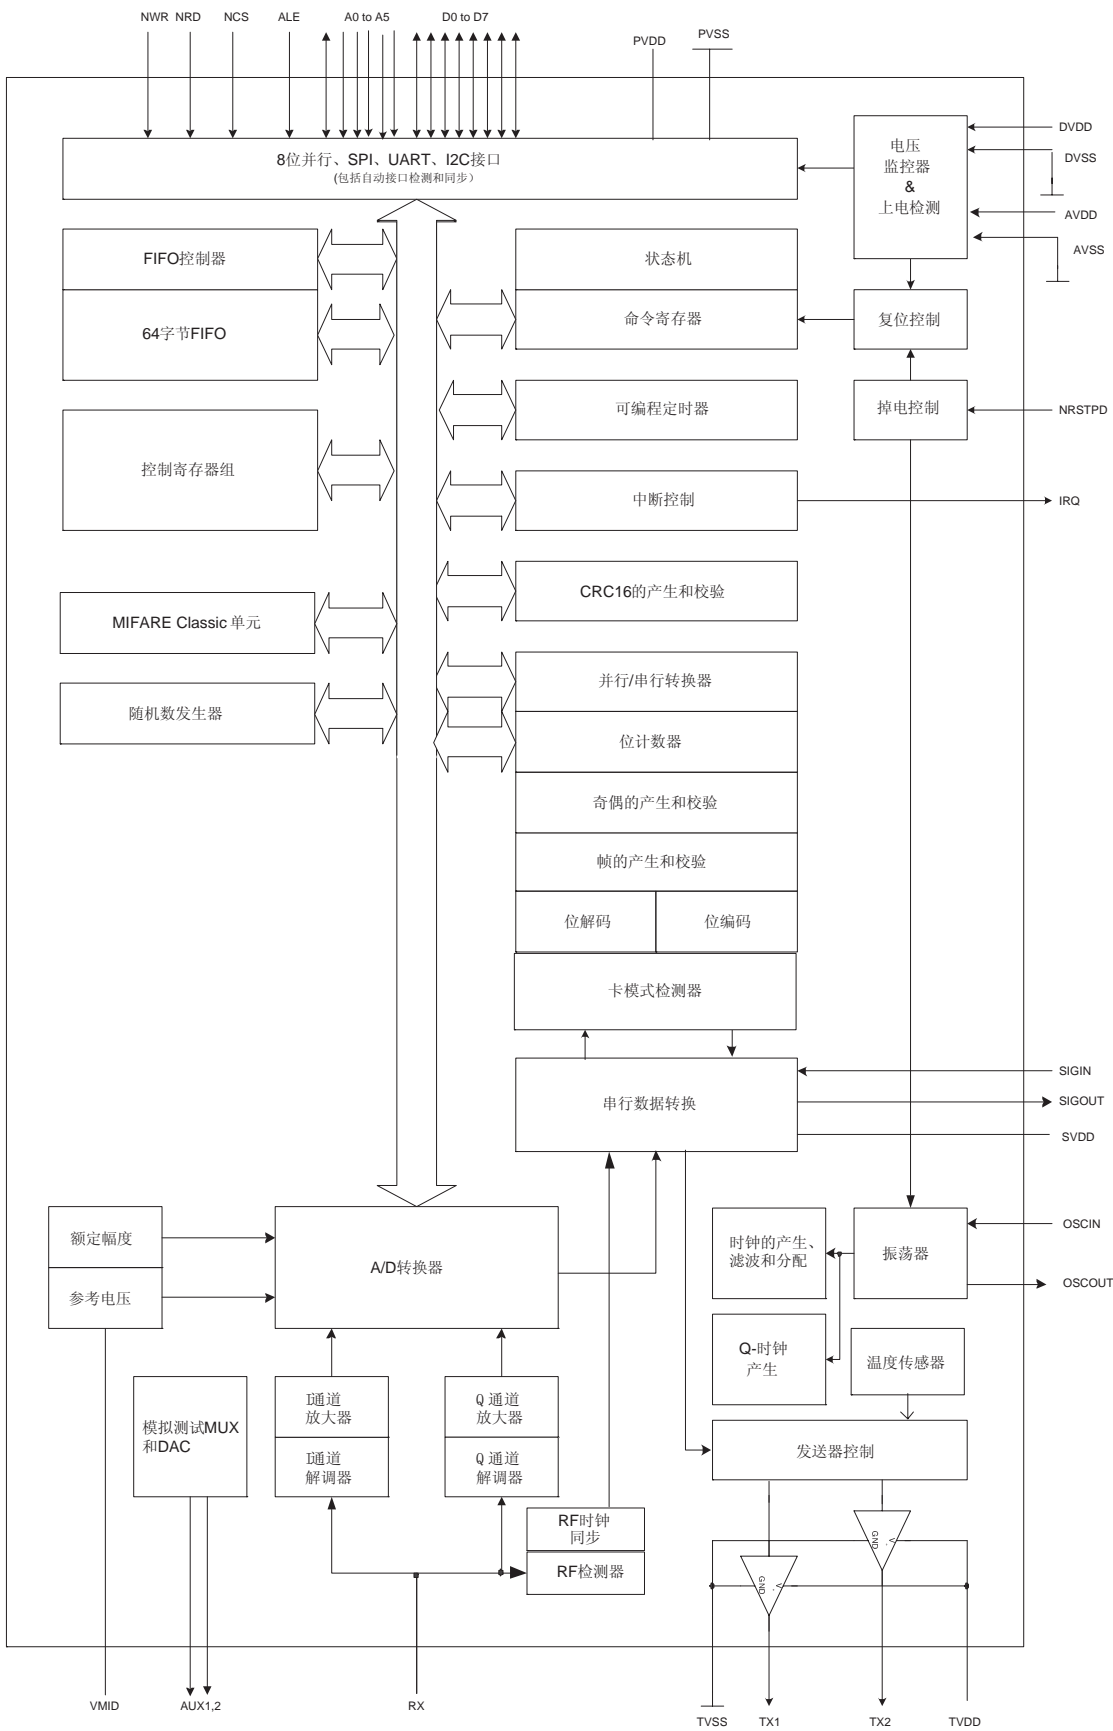 NWR NRD NCS ALE A0 to A5 D0 to D7
PVDD PVSS
8位并行、SPI、UART、I2C接口
(包括自动接口检测和同步)
电压
监控器
&
上电检测
DVDD
DVSS
AVDD
AVSS
FIFO控制器
64字节FIFO
状态机
命令寄存器
复位控制
控制寄存器组
可编程定时器
掉电控制
NRSTPD
中断控制
IRQ
CRC16的产生和校验
MIFARE Classic 单元
随机数发生器
并行/串行转换器
位计数器
奇偶的产生和校验
帧的产生和校验
位解码 位编码
卡模式检测器
串行数据转换
SIGIN
SIGOUT
SVDD
额定幅度
参考电压
A/D转换器
时钟的产生、
滤波和分配
振荡器
OSCIN
OSCOUT
Q-时钟
产生
温度传感器
模拟测试MUX
和DAC
I通道
放大器
I通道
解调器
Q 通道
放大器
Q 通道
解调器
发送器控制
RF时钟
同步
RF检测器
GND V-
GND V-
VMID AUX1,2 RX TVSS TX1 TX2 TVDD